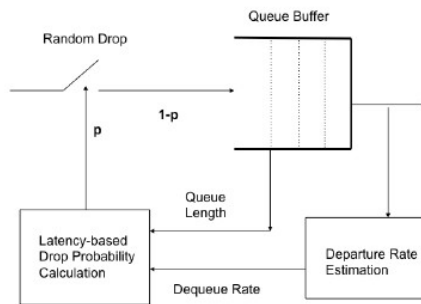 Queue Buffer
Random Drop
1-p
p
Queue
Length
Latency-based
Drop Probability
Calculation
Departure Rate
Estimation
Dequeue Rate